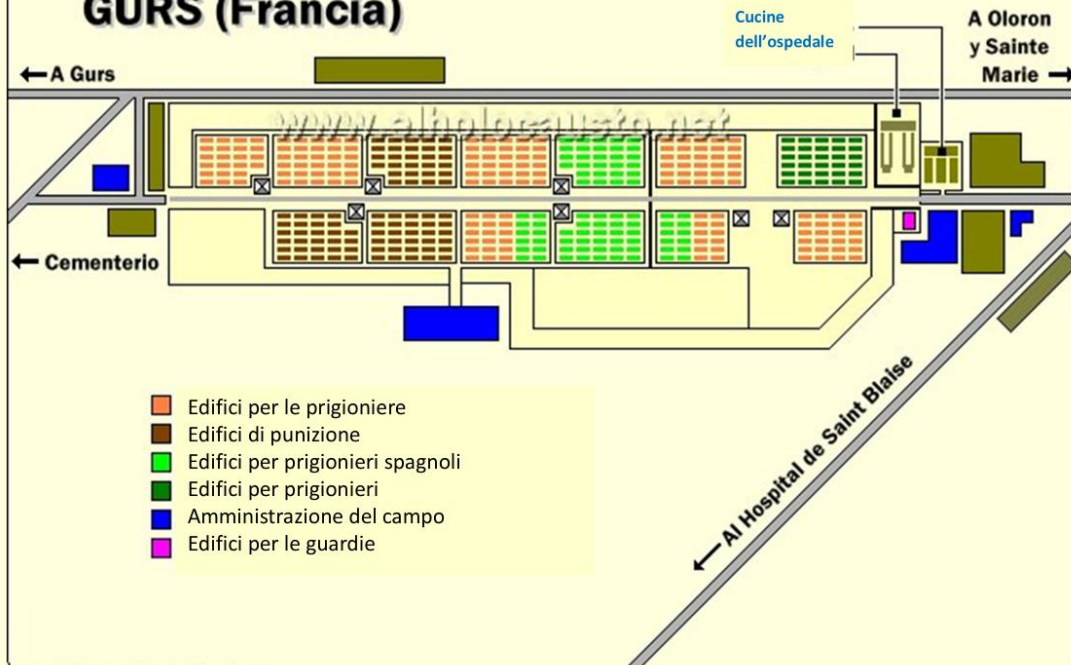 GURS (Francia)
Cucine
dell'ospedale
A Oloron
y Sainte
Marie
A Gurs
www.alholocausto.net
Cementerio
Edifici per le prigioniere
Edifici di punizione
Edifici per prigionieri spagnoli
Edifici per prigionieri
Amministrazione del campo
Edifici per le guardie
Al Hospital de Saint Blaise